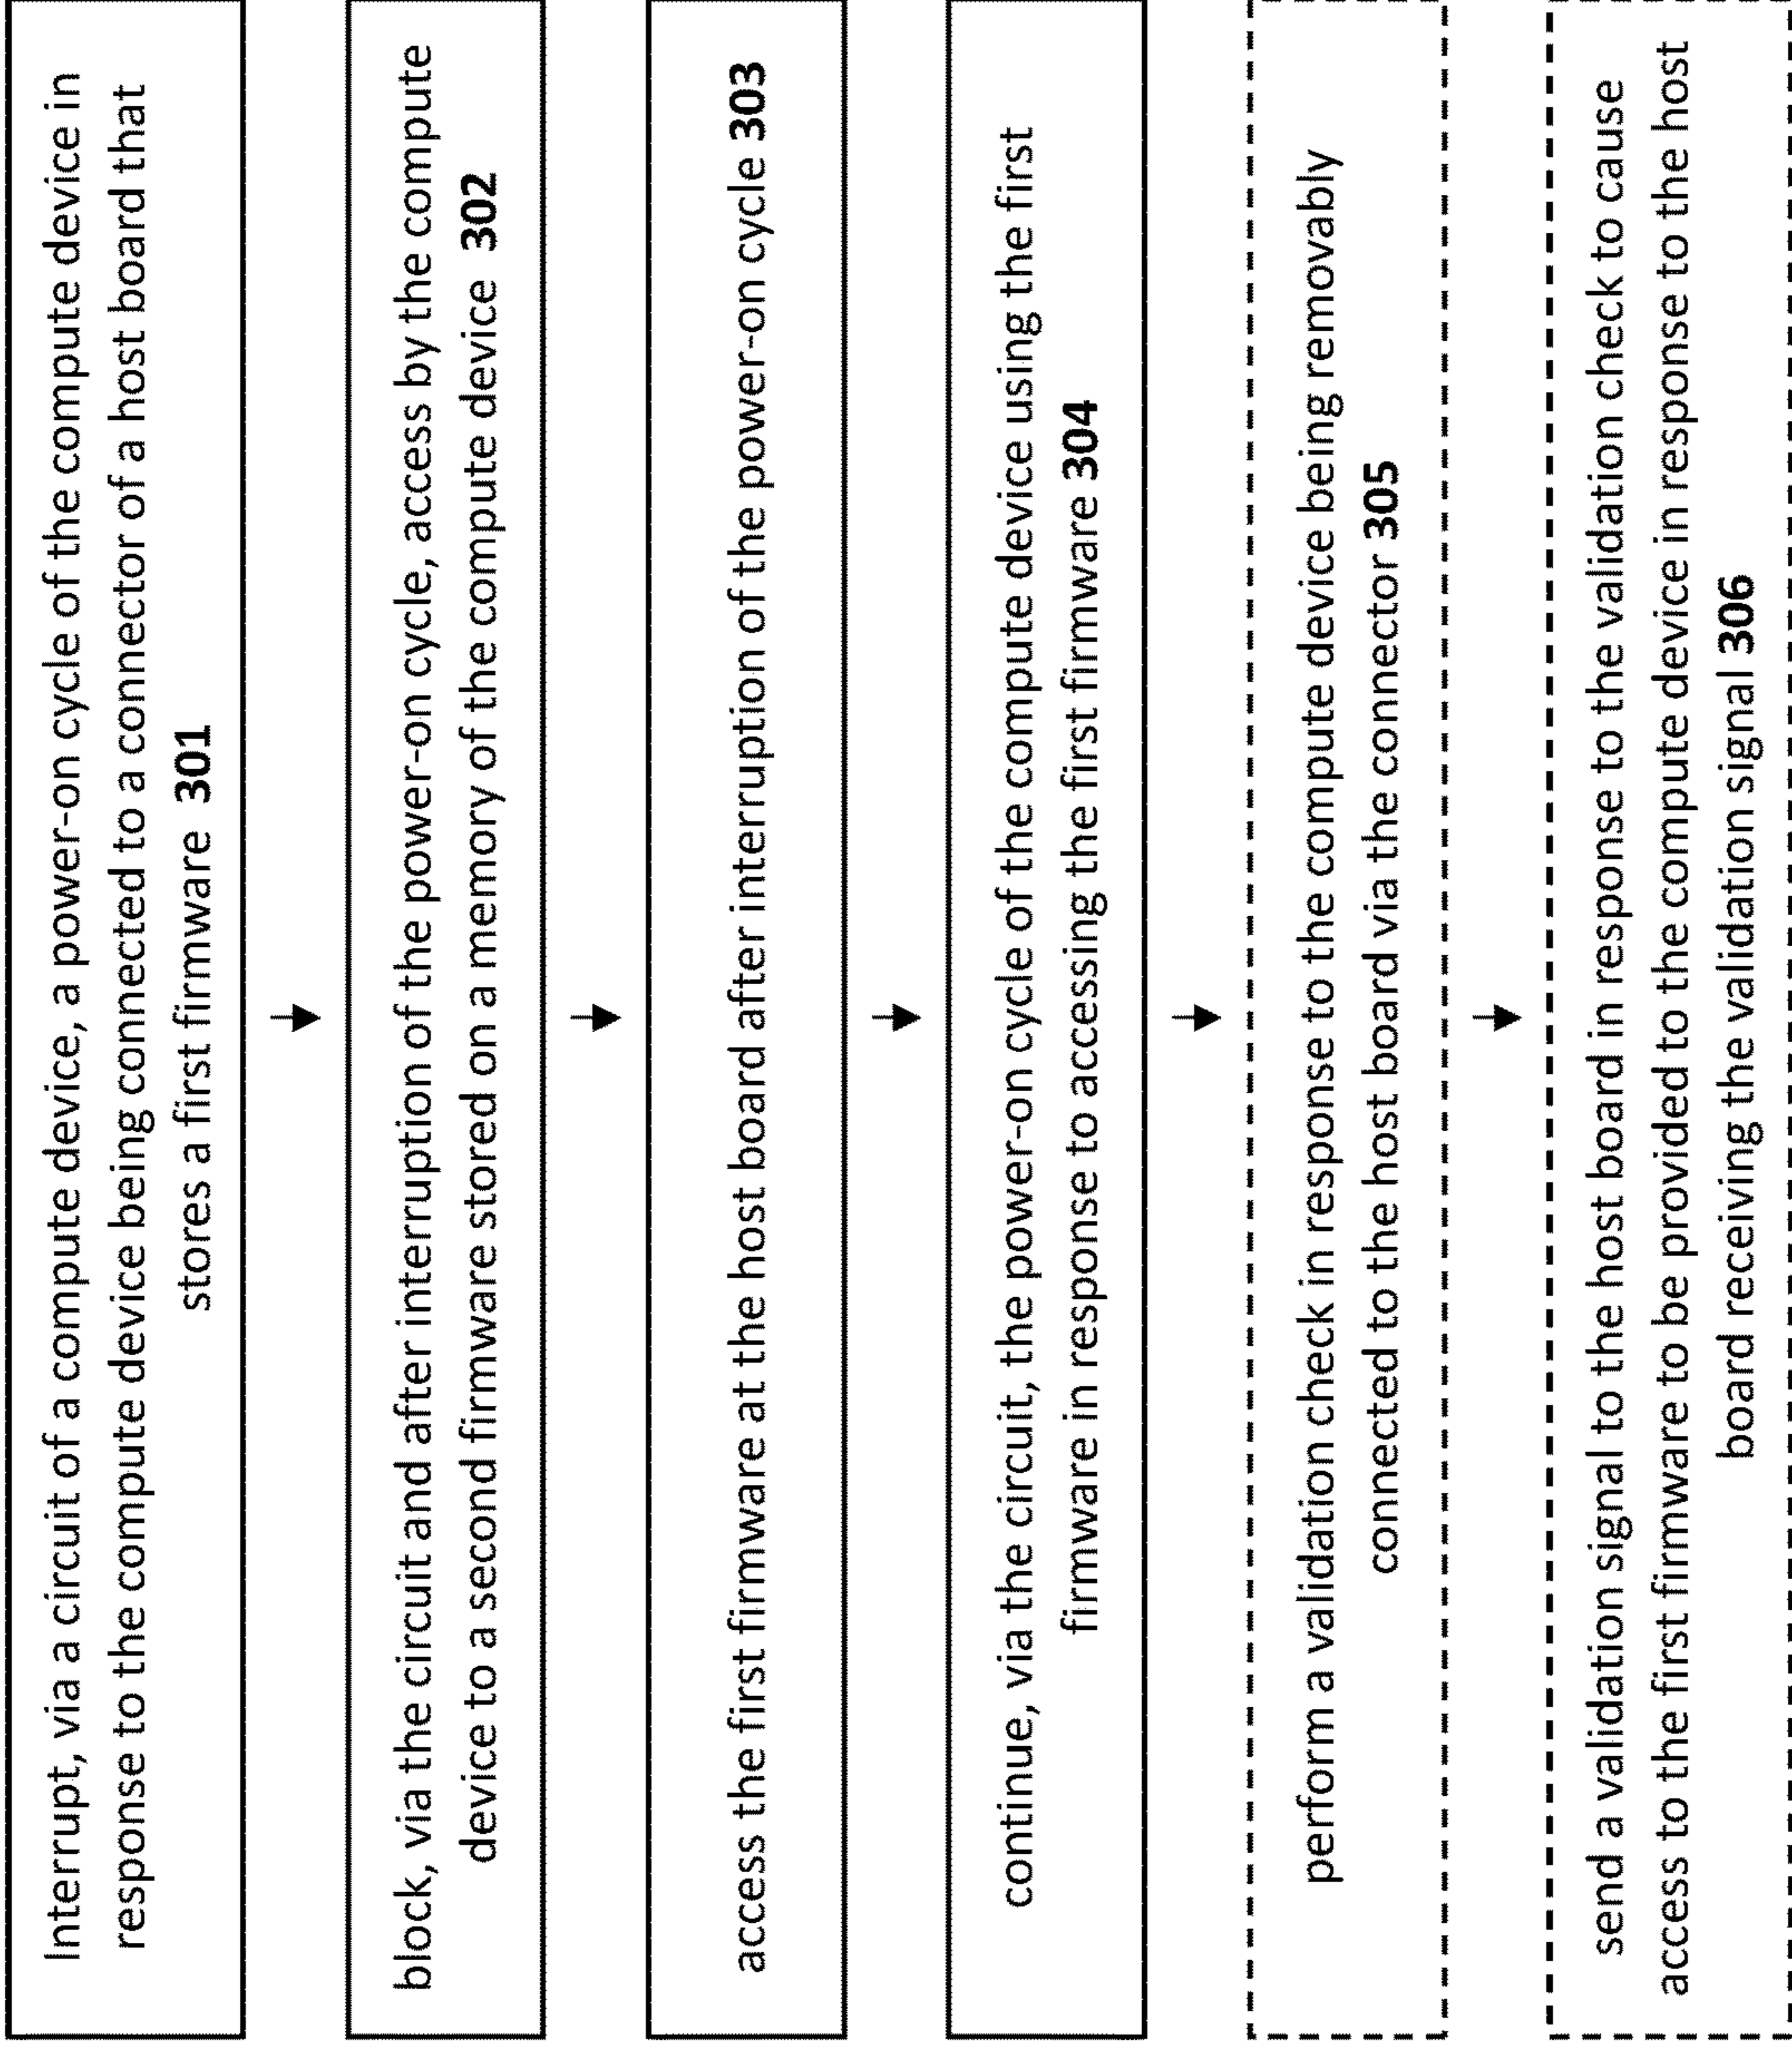 Interrupt, via a circuit of a compute device, a power-on cycle of the compute device in
response to the compute device being connected to a connector of a host board that
stores a first firmware 301
block, via the circuit and after interruption of the power-on cycle, access by the compute
device to a second firmware stored on a memory of the compute device 302
access the first firmware at the host board after interruption of the power-on cycle 303
continue, via the circuit, the power-on cycle of the compute device using the first
firmware in response to accessing the first firmware 304
perform a validation check in response to the compute device being removably
connected to the host board via the connector 305
send a validation signal to the host board in response to the validation check to cause
access to the first firmware to be provided to the compute device in response to the host
board receiving the validation signal 306